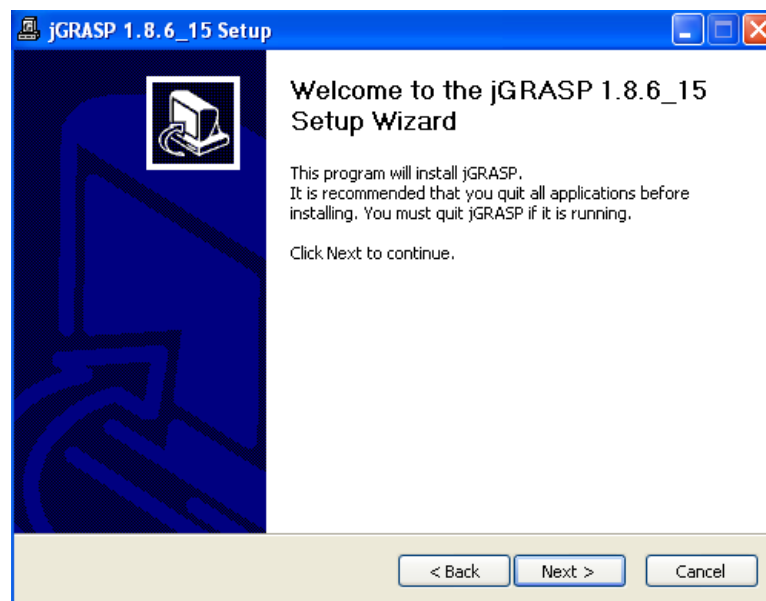 jGRASP 1.8.6_15 Setup
Welcome to the jGRASP 1.8.6_15
Setup Wizard
This program will install jGRASP.
It is recommended that you quit all applications before
installing. You must quit jGRASP if it is running.
Click Next to continue.
< Back Next > Cancel